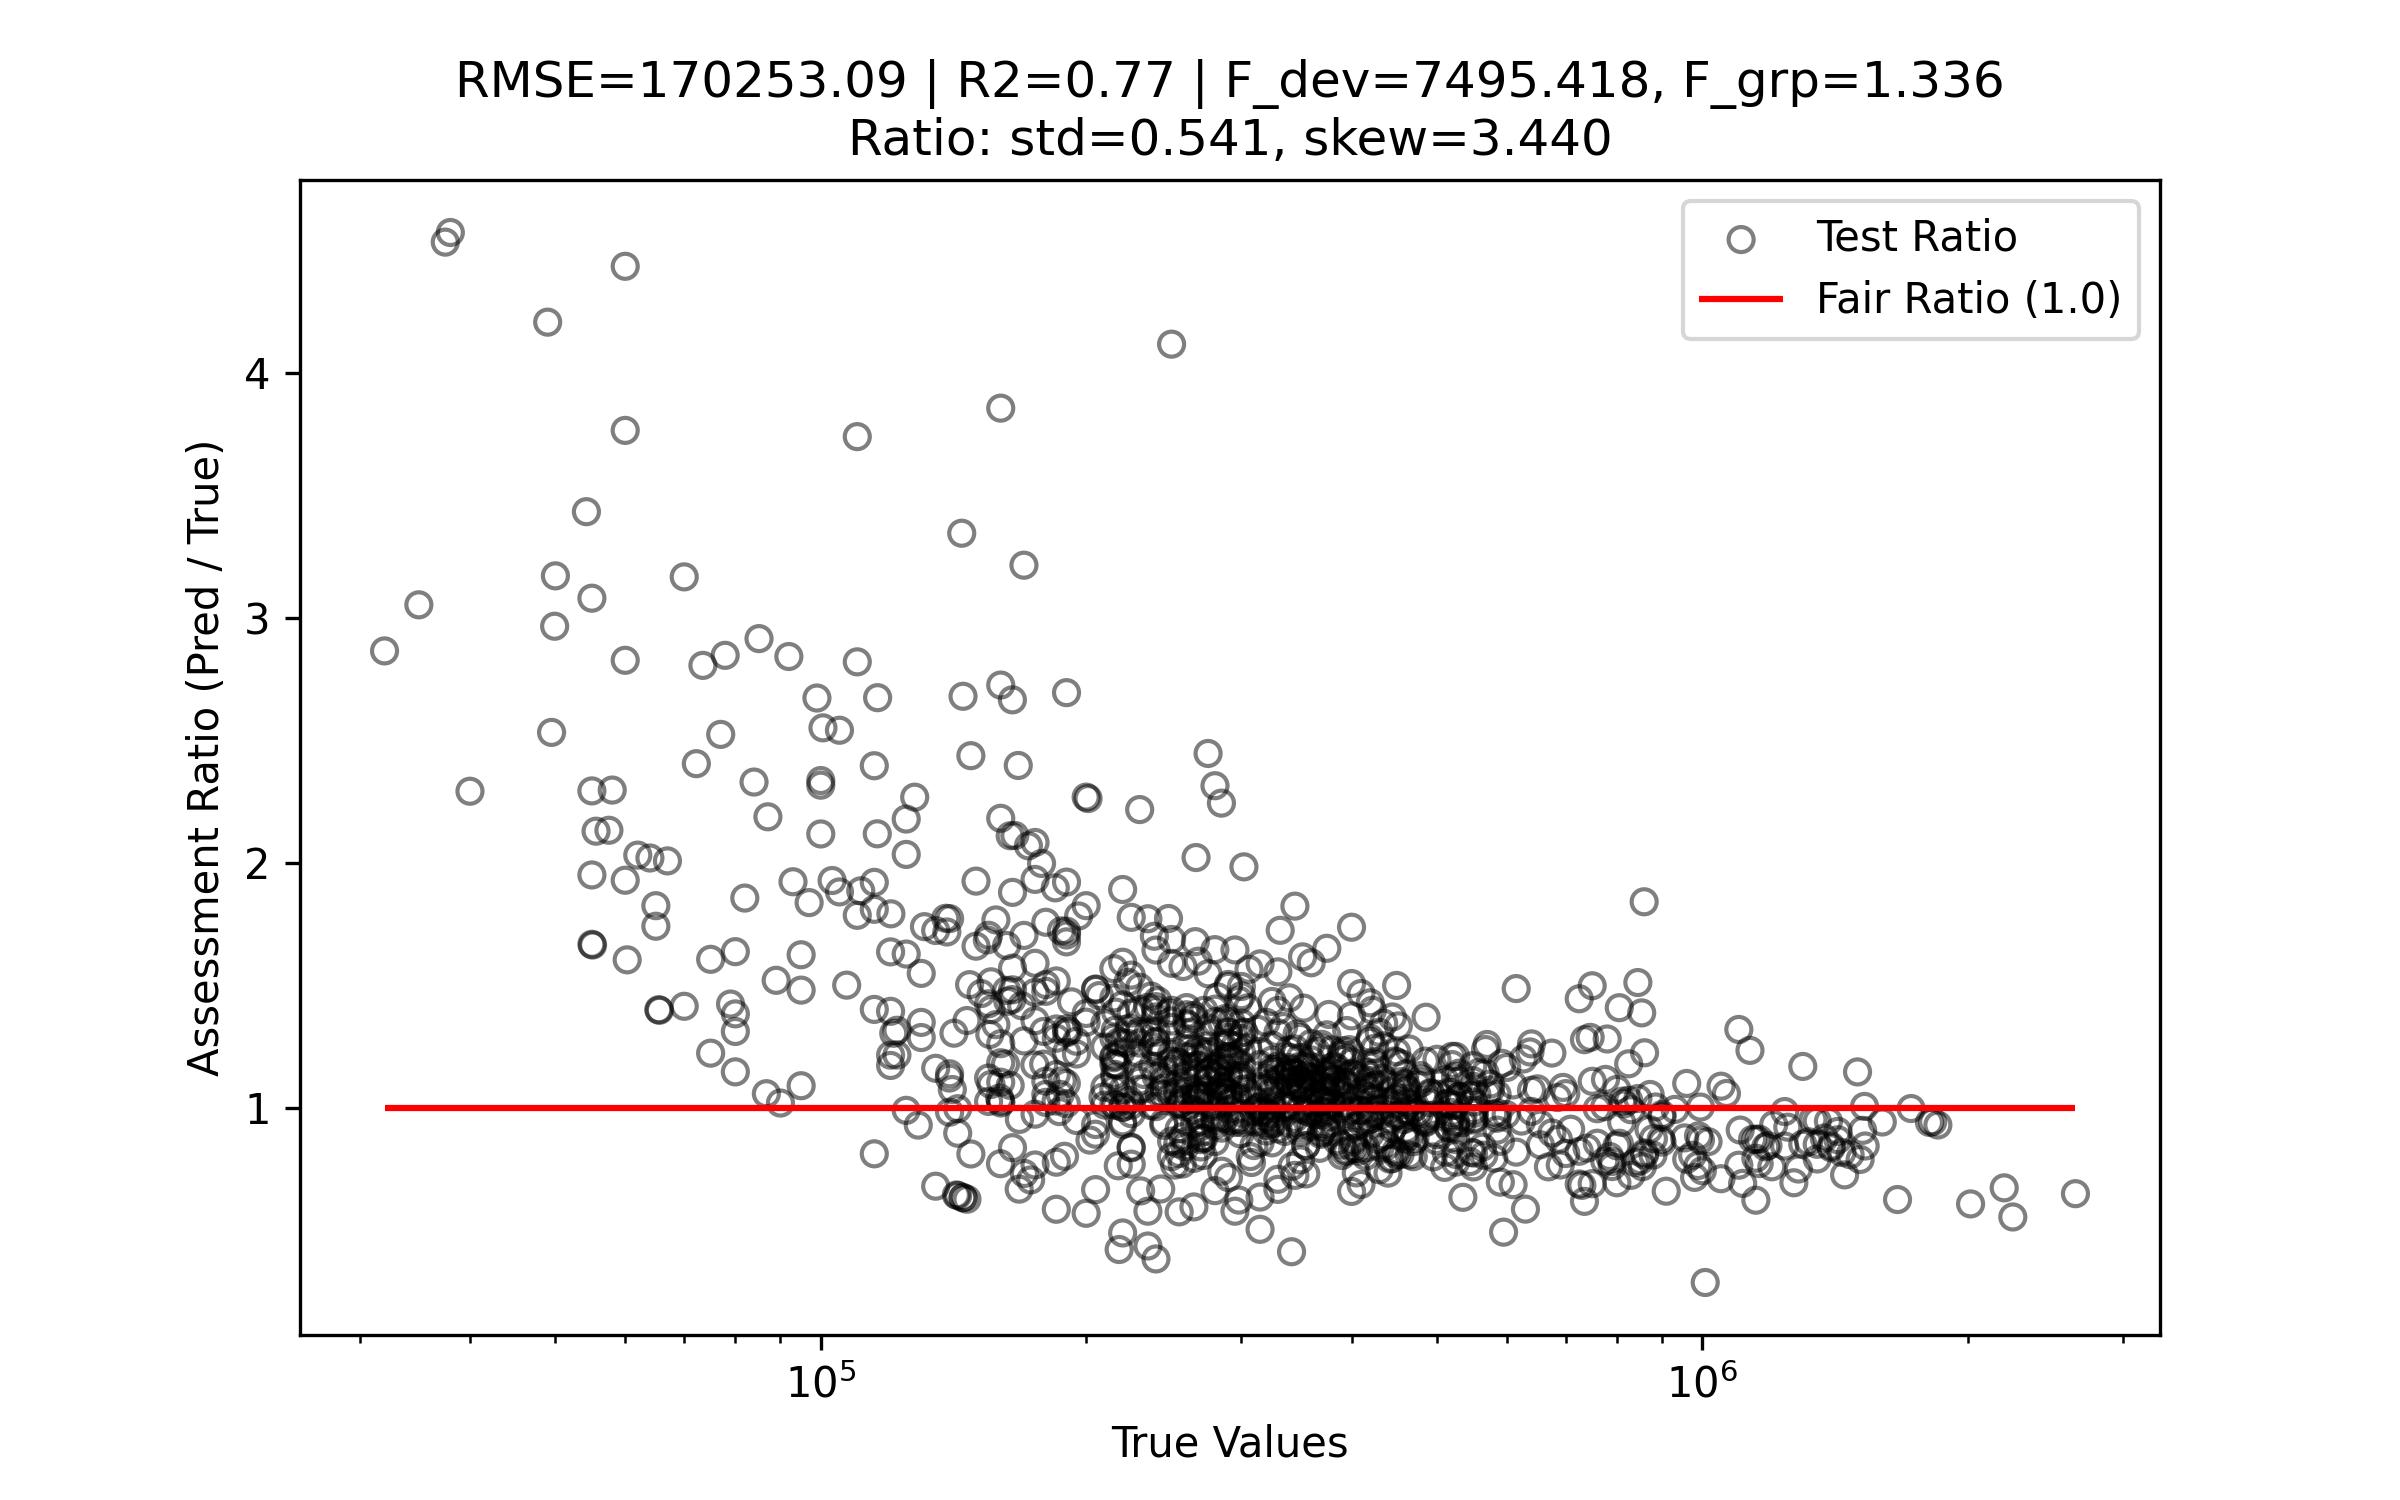 RMSE=170253.09 | R2=0.77 | F_dev=7495.418, F_grp=1.336
Ratio: std=0.541, skew=3.440
Test Ratio
Fair Ratio (1.0)
Assessment Ratio (Pred / True)
4
3
2
1
10^5
10^6
True Values